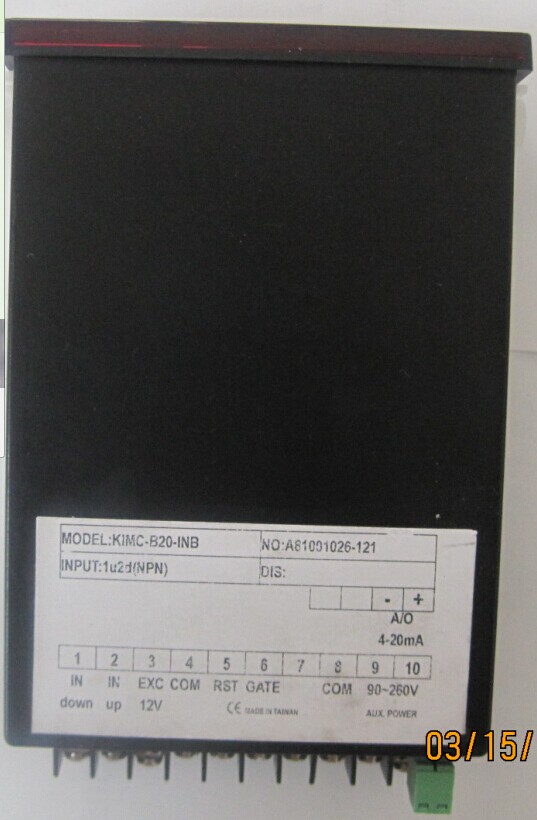 MODEL:KIMC-B20-INB NO:A61001026-121
INPUT:1u2d(NPN) DIS:
- +
A/O
4-20mA
1 2 3 4 5 6 7 8 9 10
IN IN EXC COM RST GATE COM 90~260V
down up 12V CE MADE IN TAIWAN AUX. POWER
03/15/